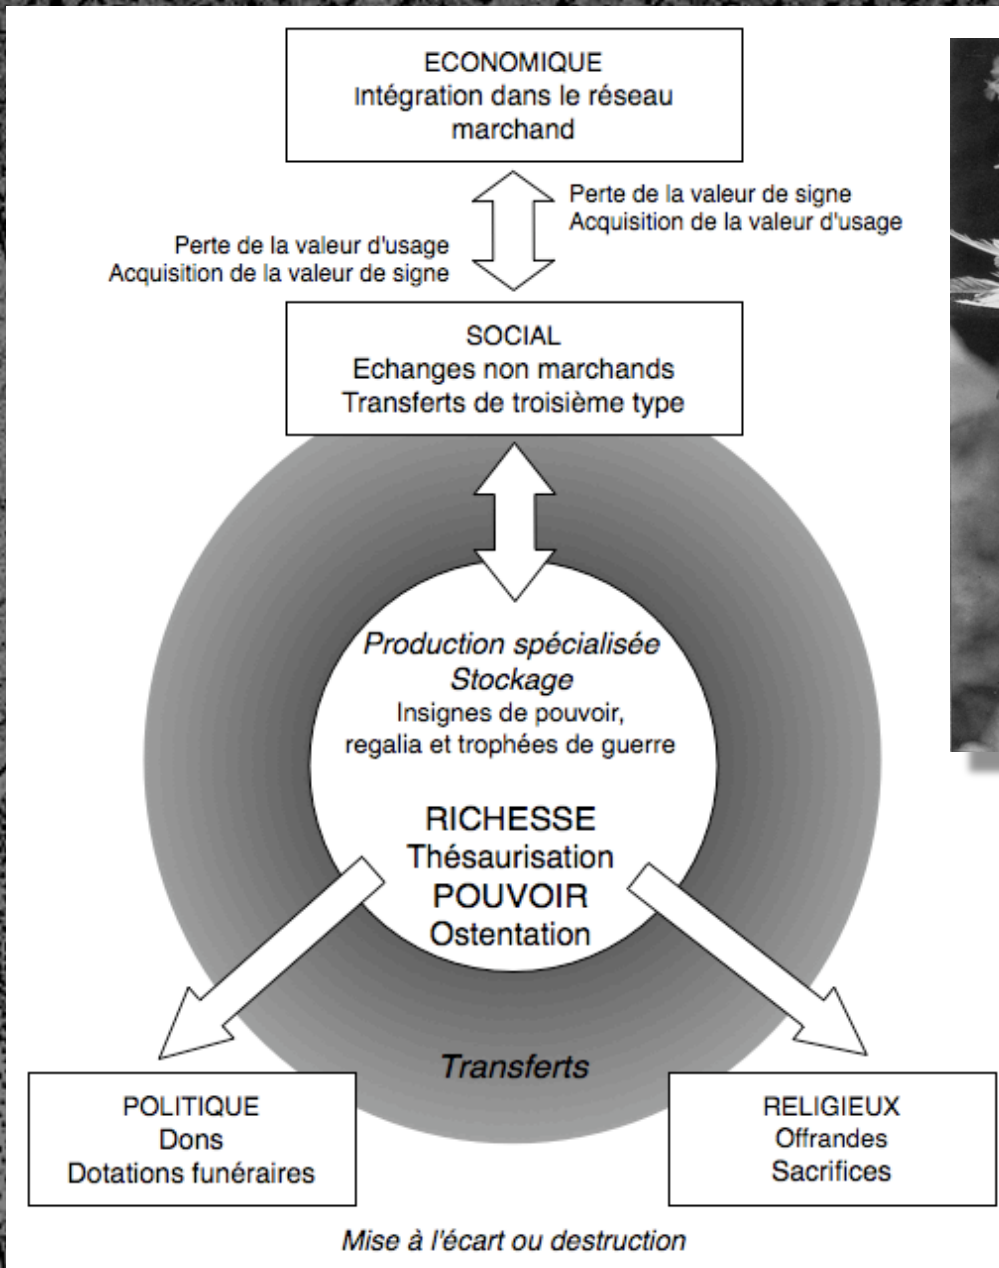 ECONOMIQUE
Intégration dans le réseau
marchand
Perte de la valeur de signe
Acquisition de la valeur d'usage
Perte de la valeur d'usage
Acquisition de la valeur de signe
SOCIAL
Echanges non marchands
Transferts de troisième type
Production spécialisée
Stockage
Insignes de pouvoir,
regalia et trophées de guerre
RICHESSE
Thésaurisation
POUVOIR
Ostentation
Transferts
POLITIQUE
Dons
Dotations funéraires
RELIGIEUX
Offrandes
Sacrifices
Mise à l'écart ou destruction